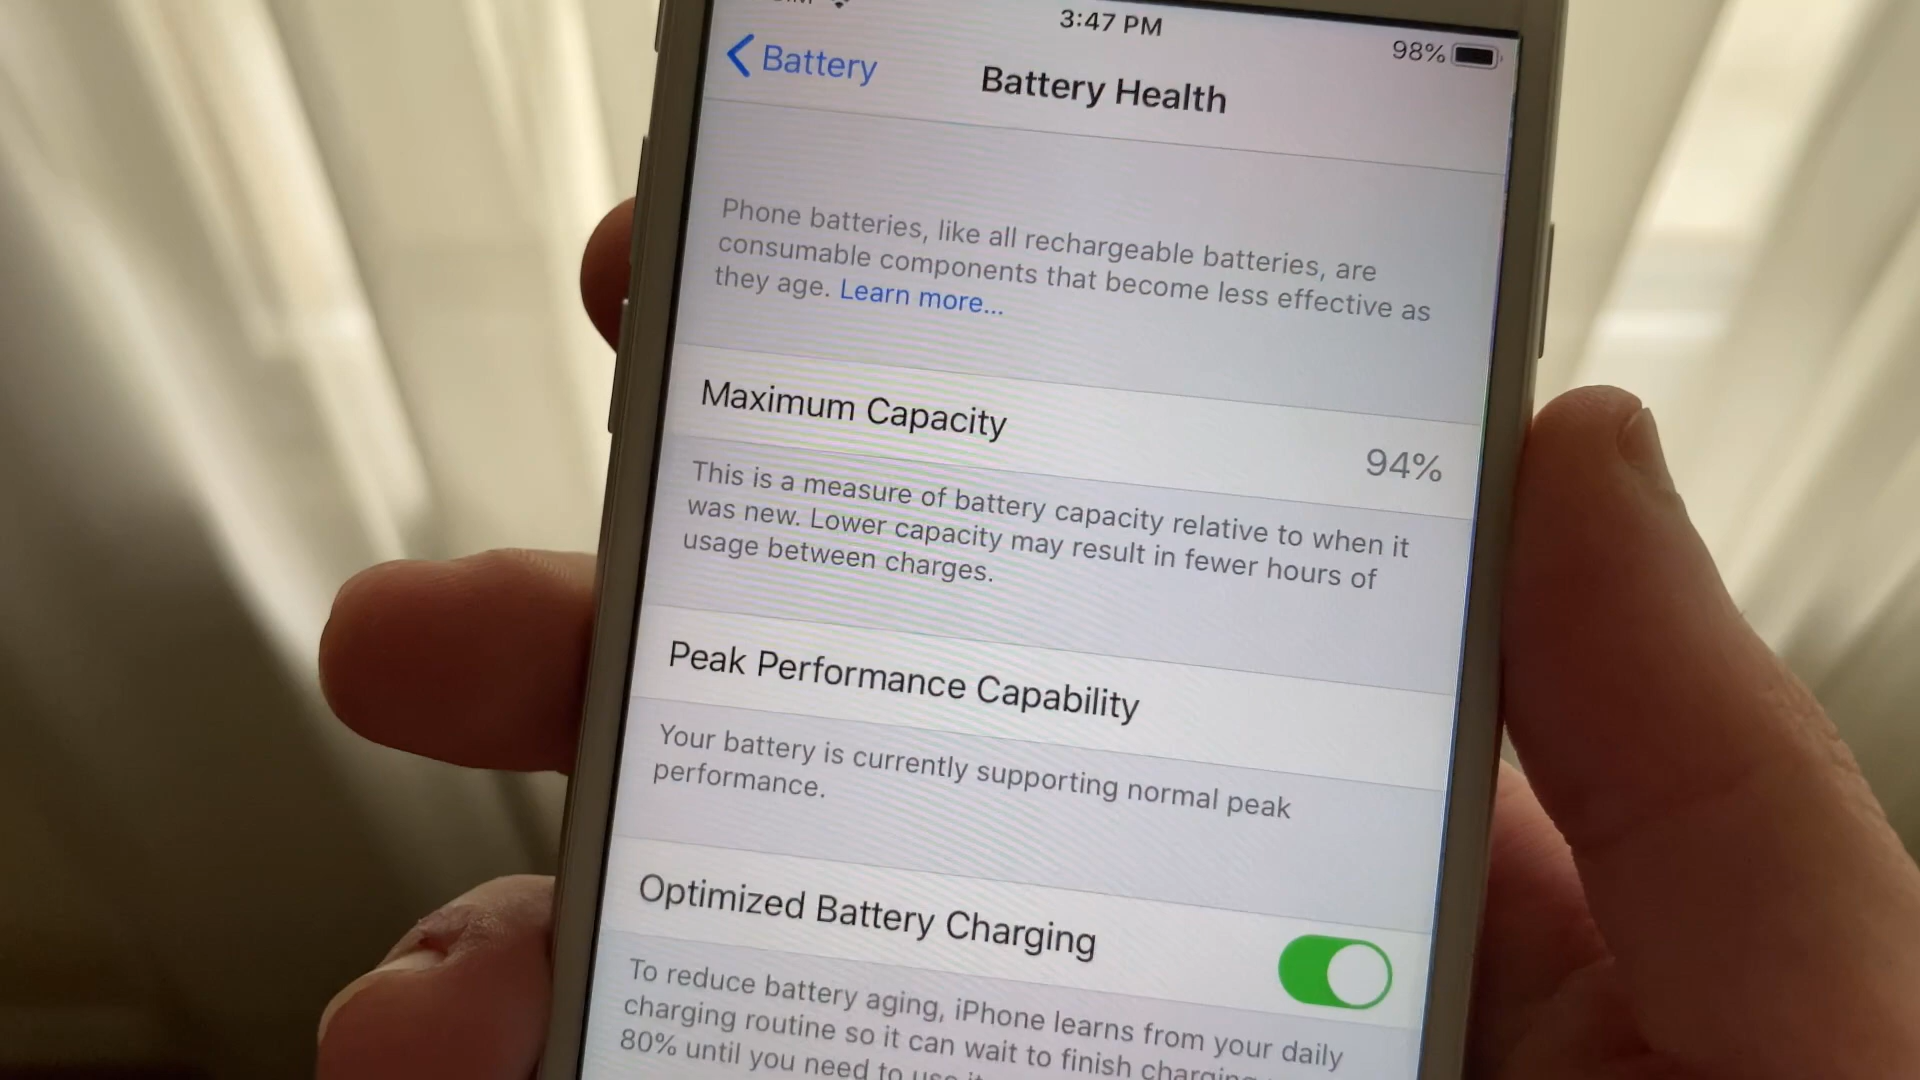 3:47 PM
98%
Battery
Battery Health
Phone batteries, like all rechargeable batteries, are
consumable components that become less effective as
they age. Learn more...
Maximum Capacity
94%
This is a measure of battery capacity relative to when it
was new. Lower capacity may result in fewer hours of
usage between charges.
Peak Performance Capability
Your battery is currently supporting normal peak
performance.
Optimized Battery Charging
To reduce battery aging, iPhone learns from your daily
charging routine so it can wait to finish charging
80% until you need to use it